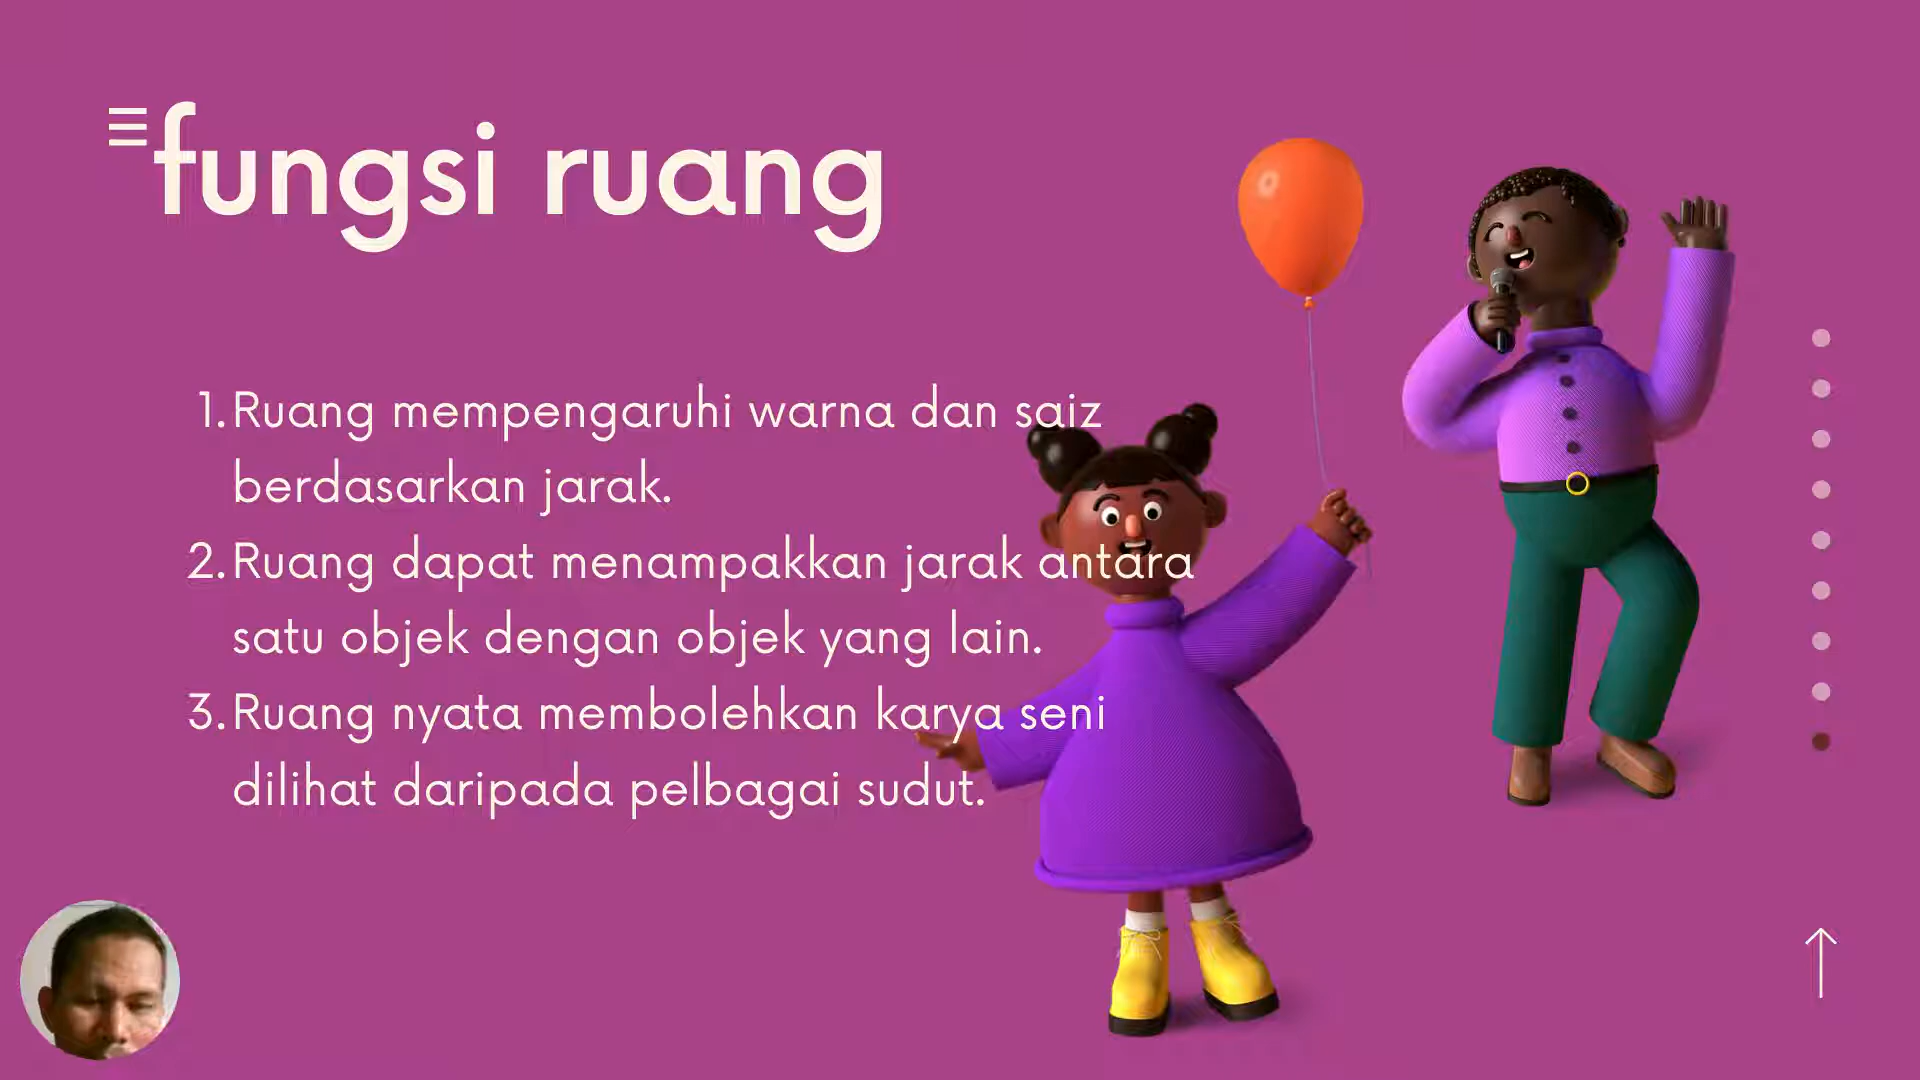 fungsi ruang
1. Ruang mempengaruhi warna dan saiz
berdasarkan jarak.
2. Ruang dapat menampakkan jarak antara
satu objek dengan objek yang lain.
3. Ruang nyata membolehkan karya seni
dilihat daripada pelbagai sudut.